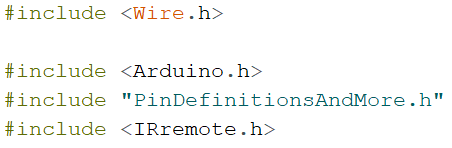 #include <Wire.h>
#include <Arduino.h>
#include "PinDefinitionsAndMore.h"
#include <IRremote.h>